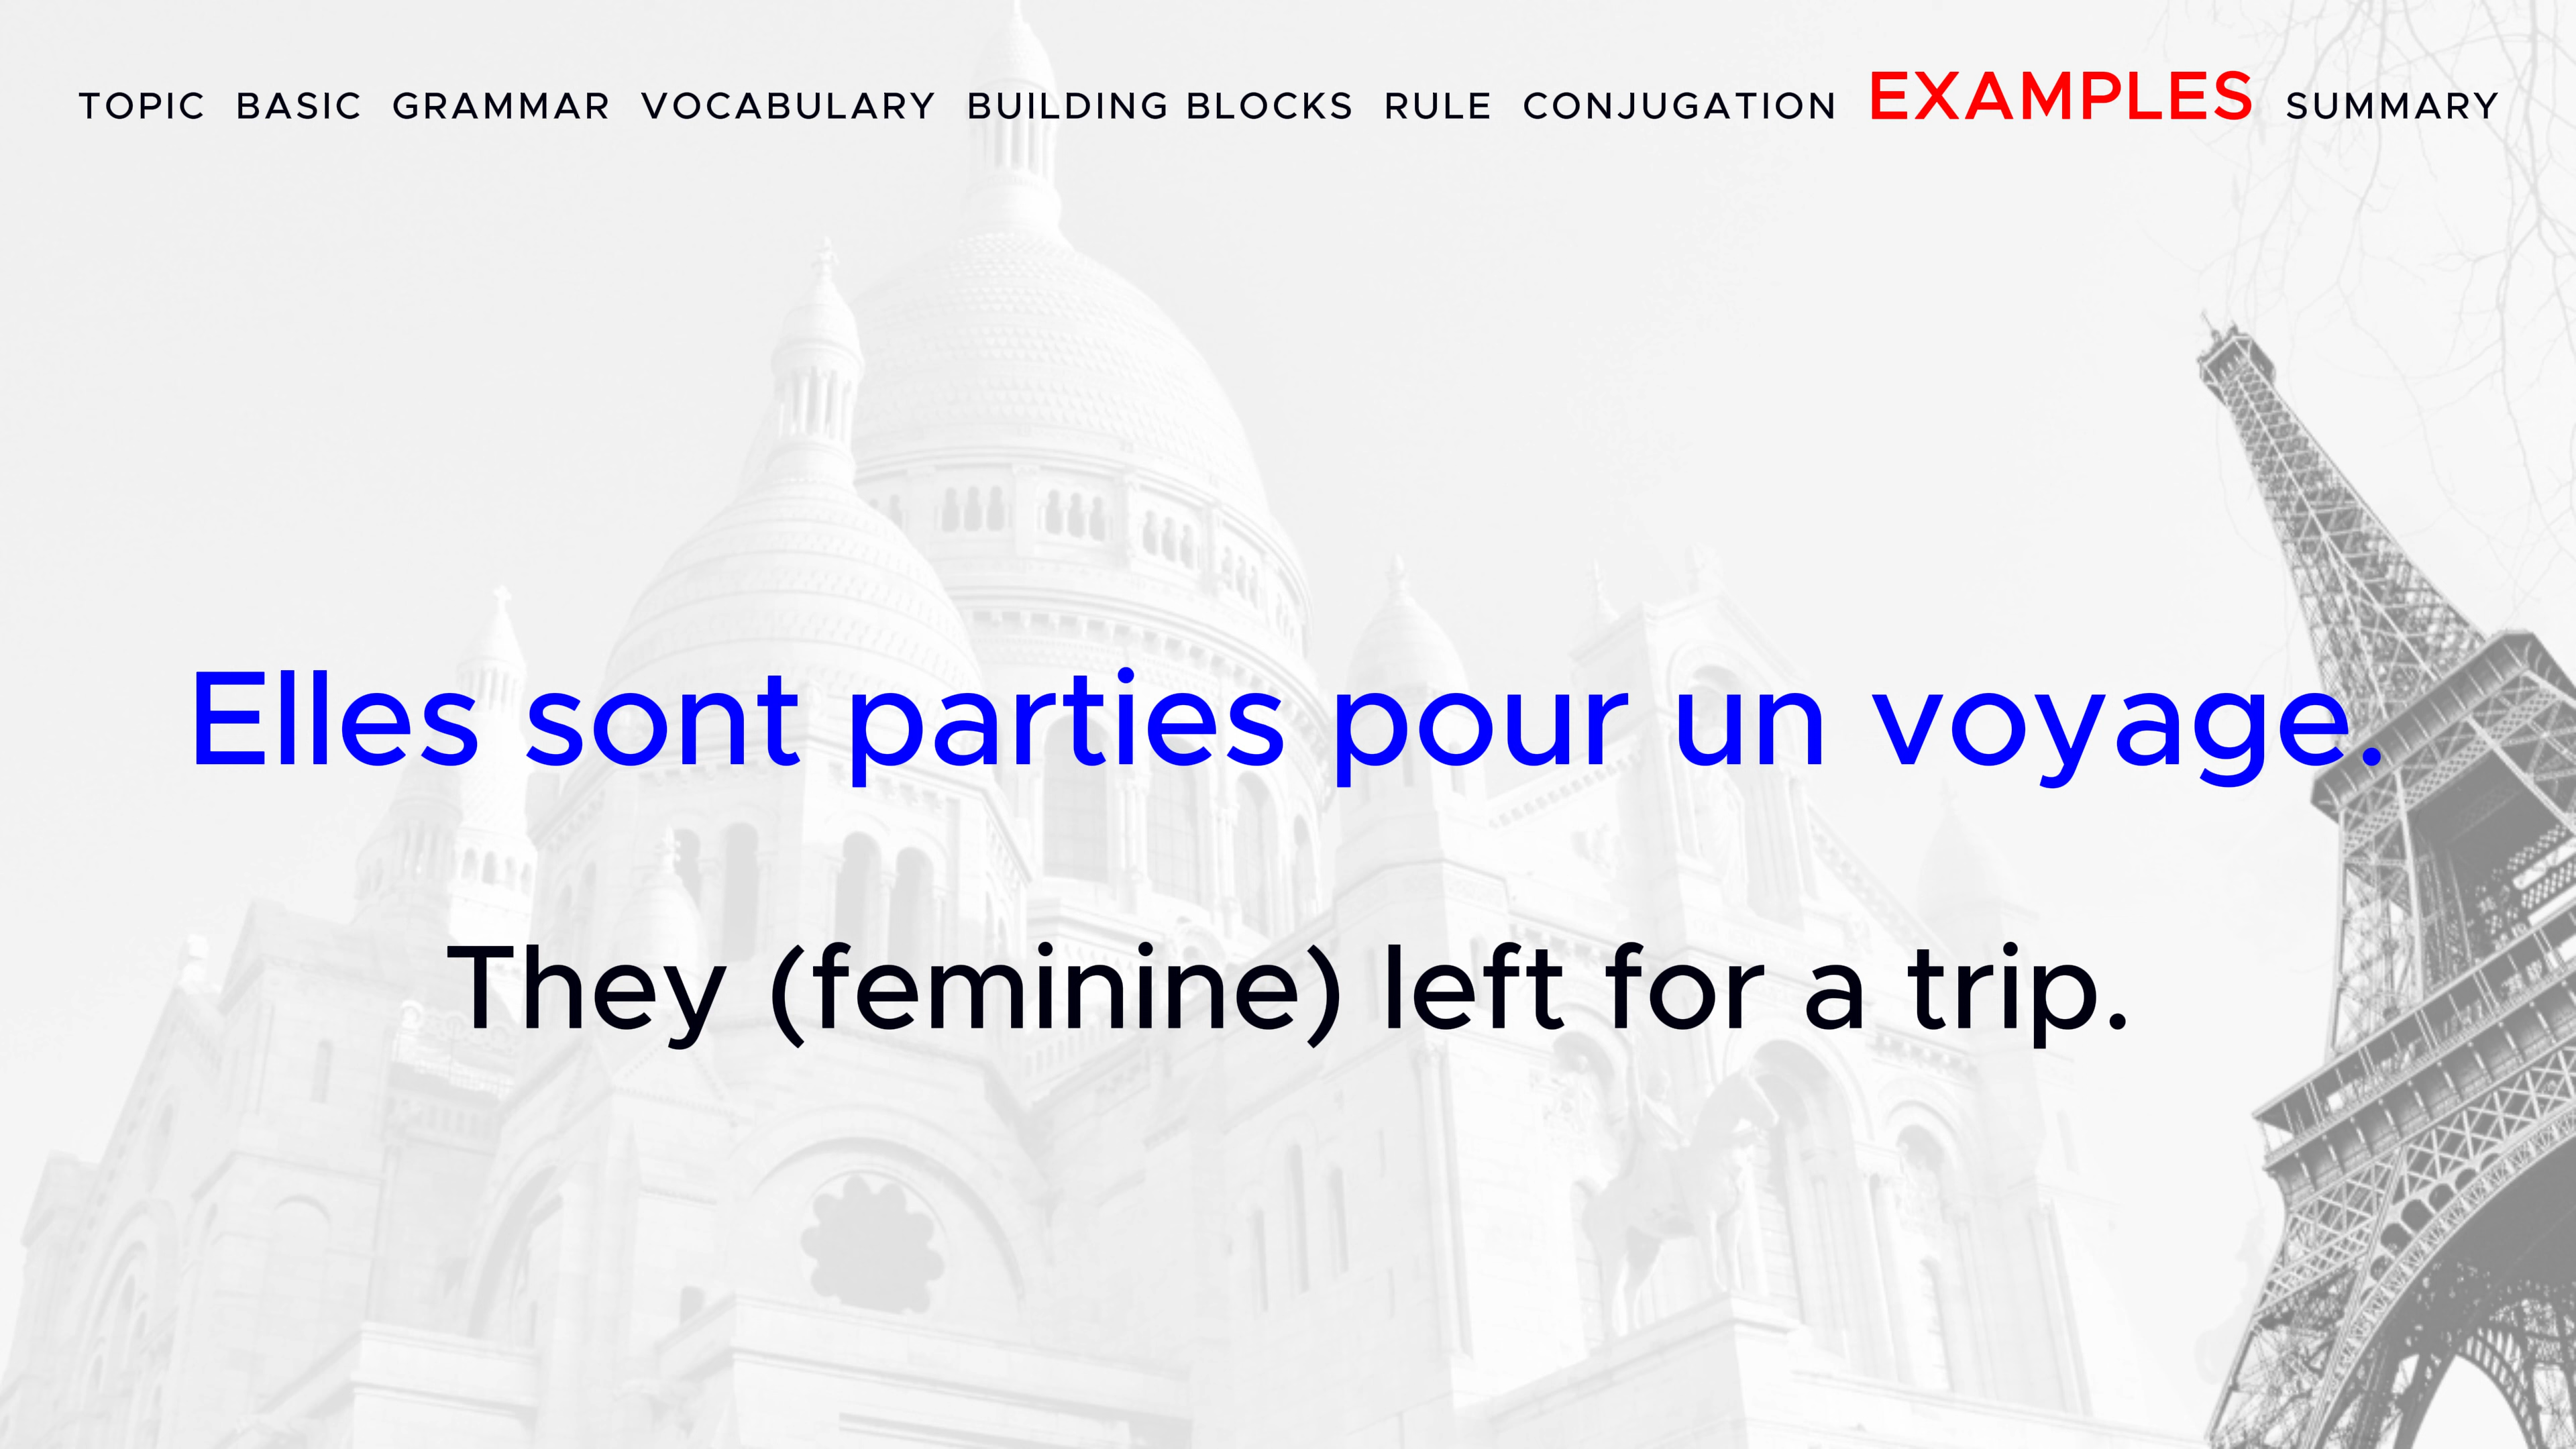 TOPIC BASIC GRAMMAR VOCABULARY BUILDING BLOCKS RULE CONJUGATION EXAMPLES SUMMARY
Elles sont parties pour un voyage.
They (feminine) left for a trip.